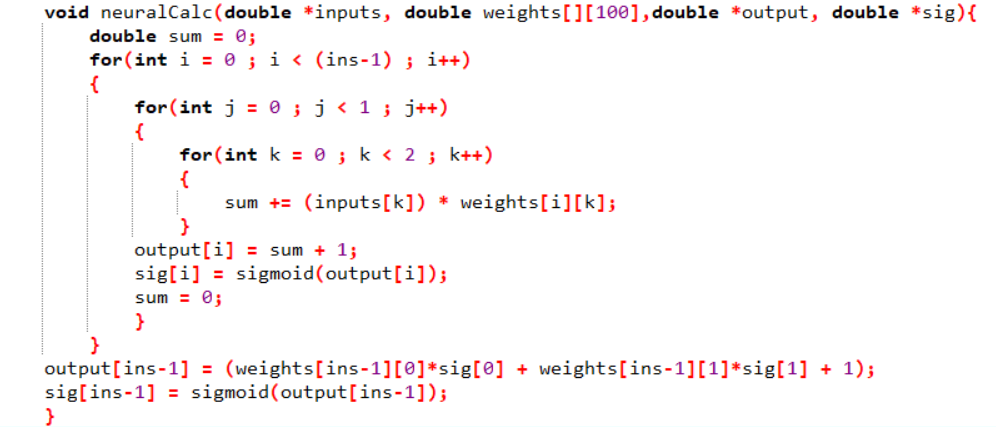 void neuralCalc(double *inputs, double weights[][100],double *output, double *sig){
    double sum = 0;
    for(int i = 0 ; i < (ins-1) ; i++)
    {
        for(int j = 0 ; j < 1 ; j++)
        {
            for(int k = 0 ; k < 2 ; k++)
            {
                sum += (inputs[k]) * weights[i][k];
            }
        output[i] = sum + 1;
        sig[i] = sigmoid(output[i]);
        sum = 0;
        }
    }
output[ins-1] = (weights[ins-1][0]*sig[0] + weights[ins-1][1]*sig[1] + 1);
sig[ins-1] = sigmoid(output[ins-1]);
}